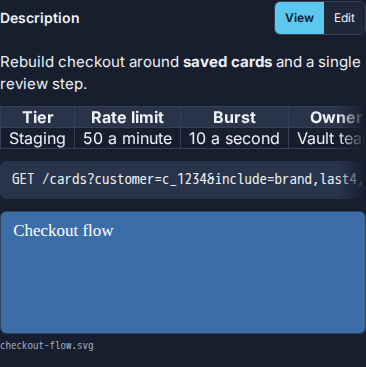 Description View Edit
Rebuild checkout around saved cards and a single
review step.
Tier Rate limit Burst Owner
Staging 50 a minute 10 a second Vault tea
GET /cards?customer=c_1234&include=brand,last4,
Checkout flow
checkout-flow.svg